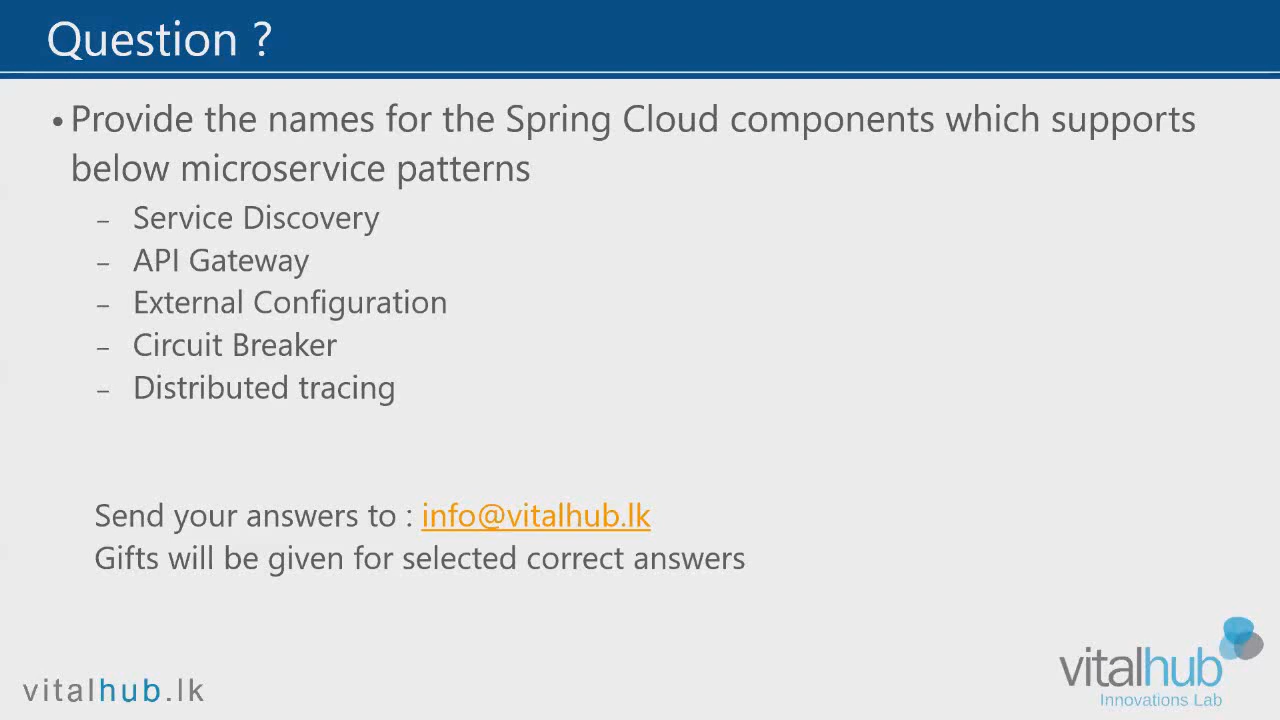 Question ?
• Provide the names for the Spring Cloud components which supports
below microservice patterns
– Service Discovery
– API Gateway
– External Configuration
– Circuit Breaker
– Distributed tracing
Send your answers to : info@vitalhub.lk
Gifts will be given for selected correct answers
vitalhub.lk
vitalhub
Innovations Lab